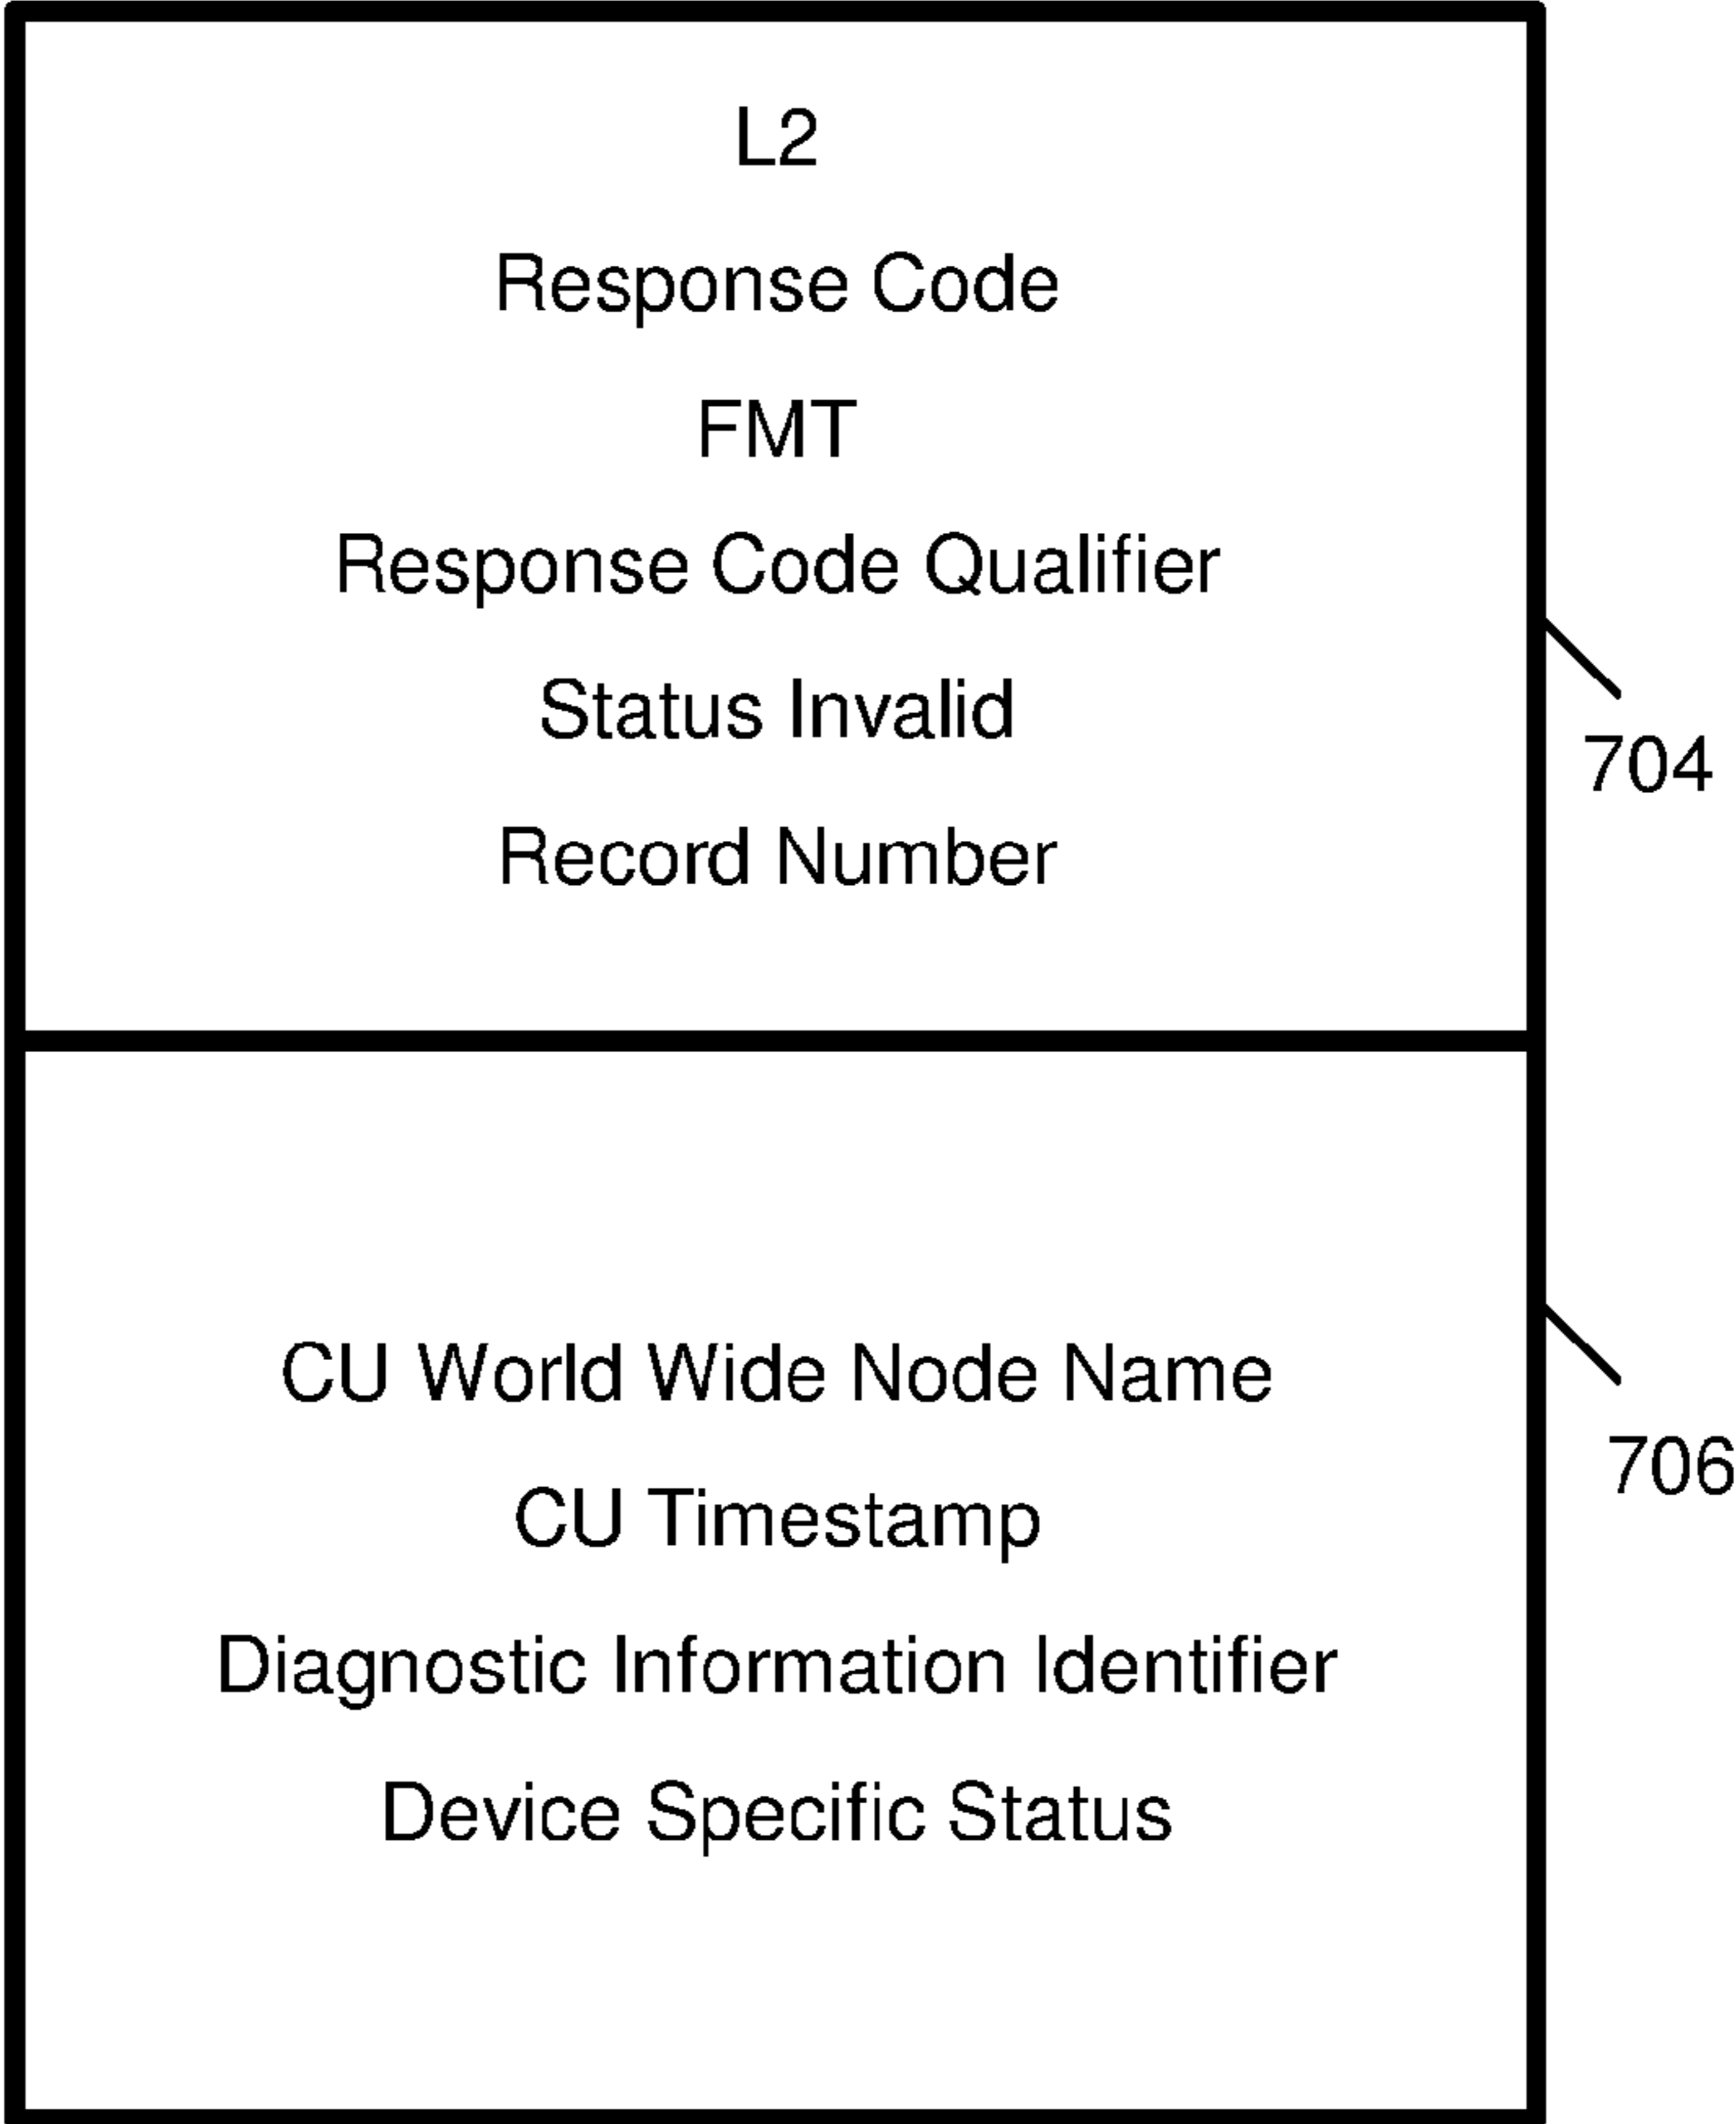 L2
Response Code
FMT
Response Code Qualifier
Status Invalid
704
Record Number
CU World Wide Node Name
706
CU Timestamp
Diagnostic Information Identifier
Device Specific Status